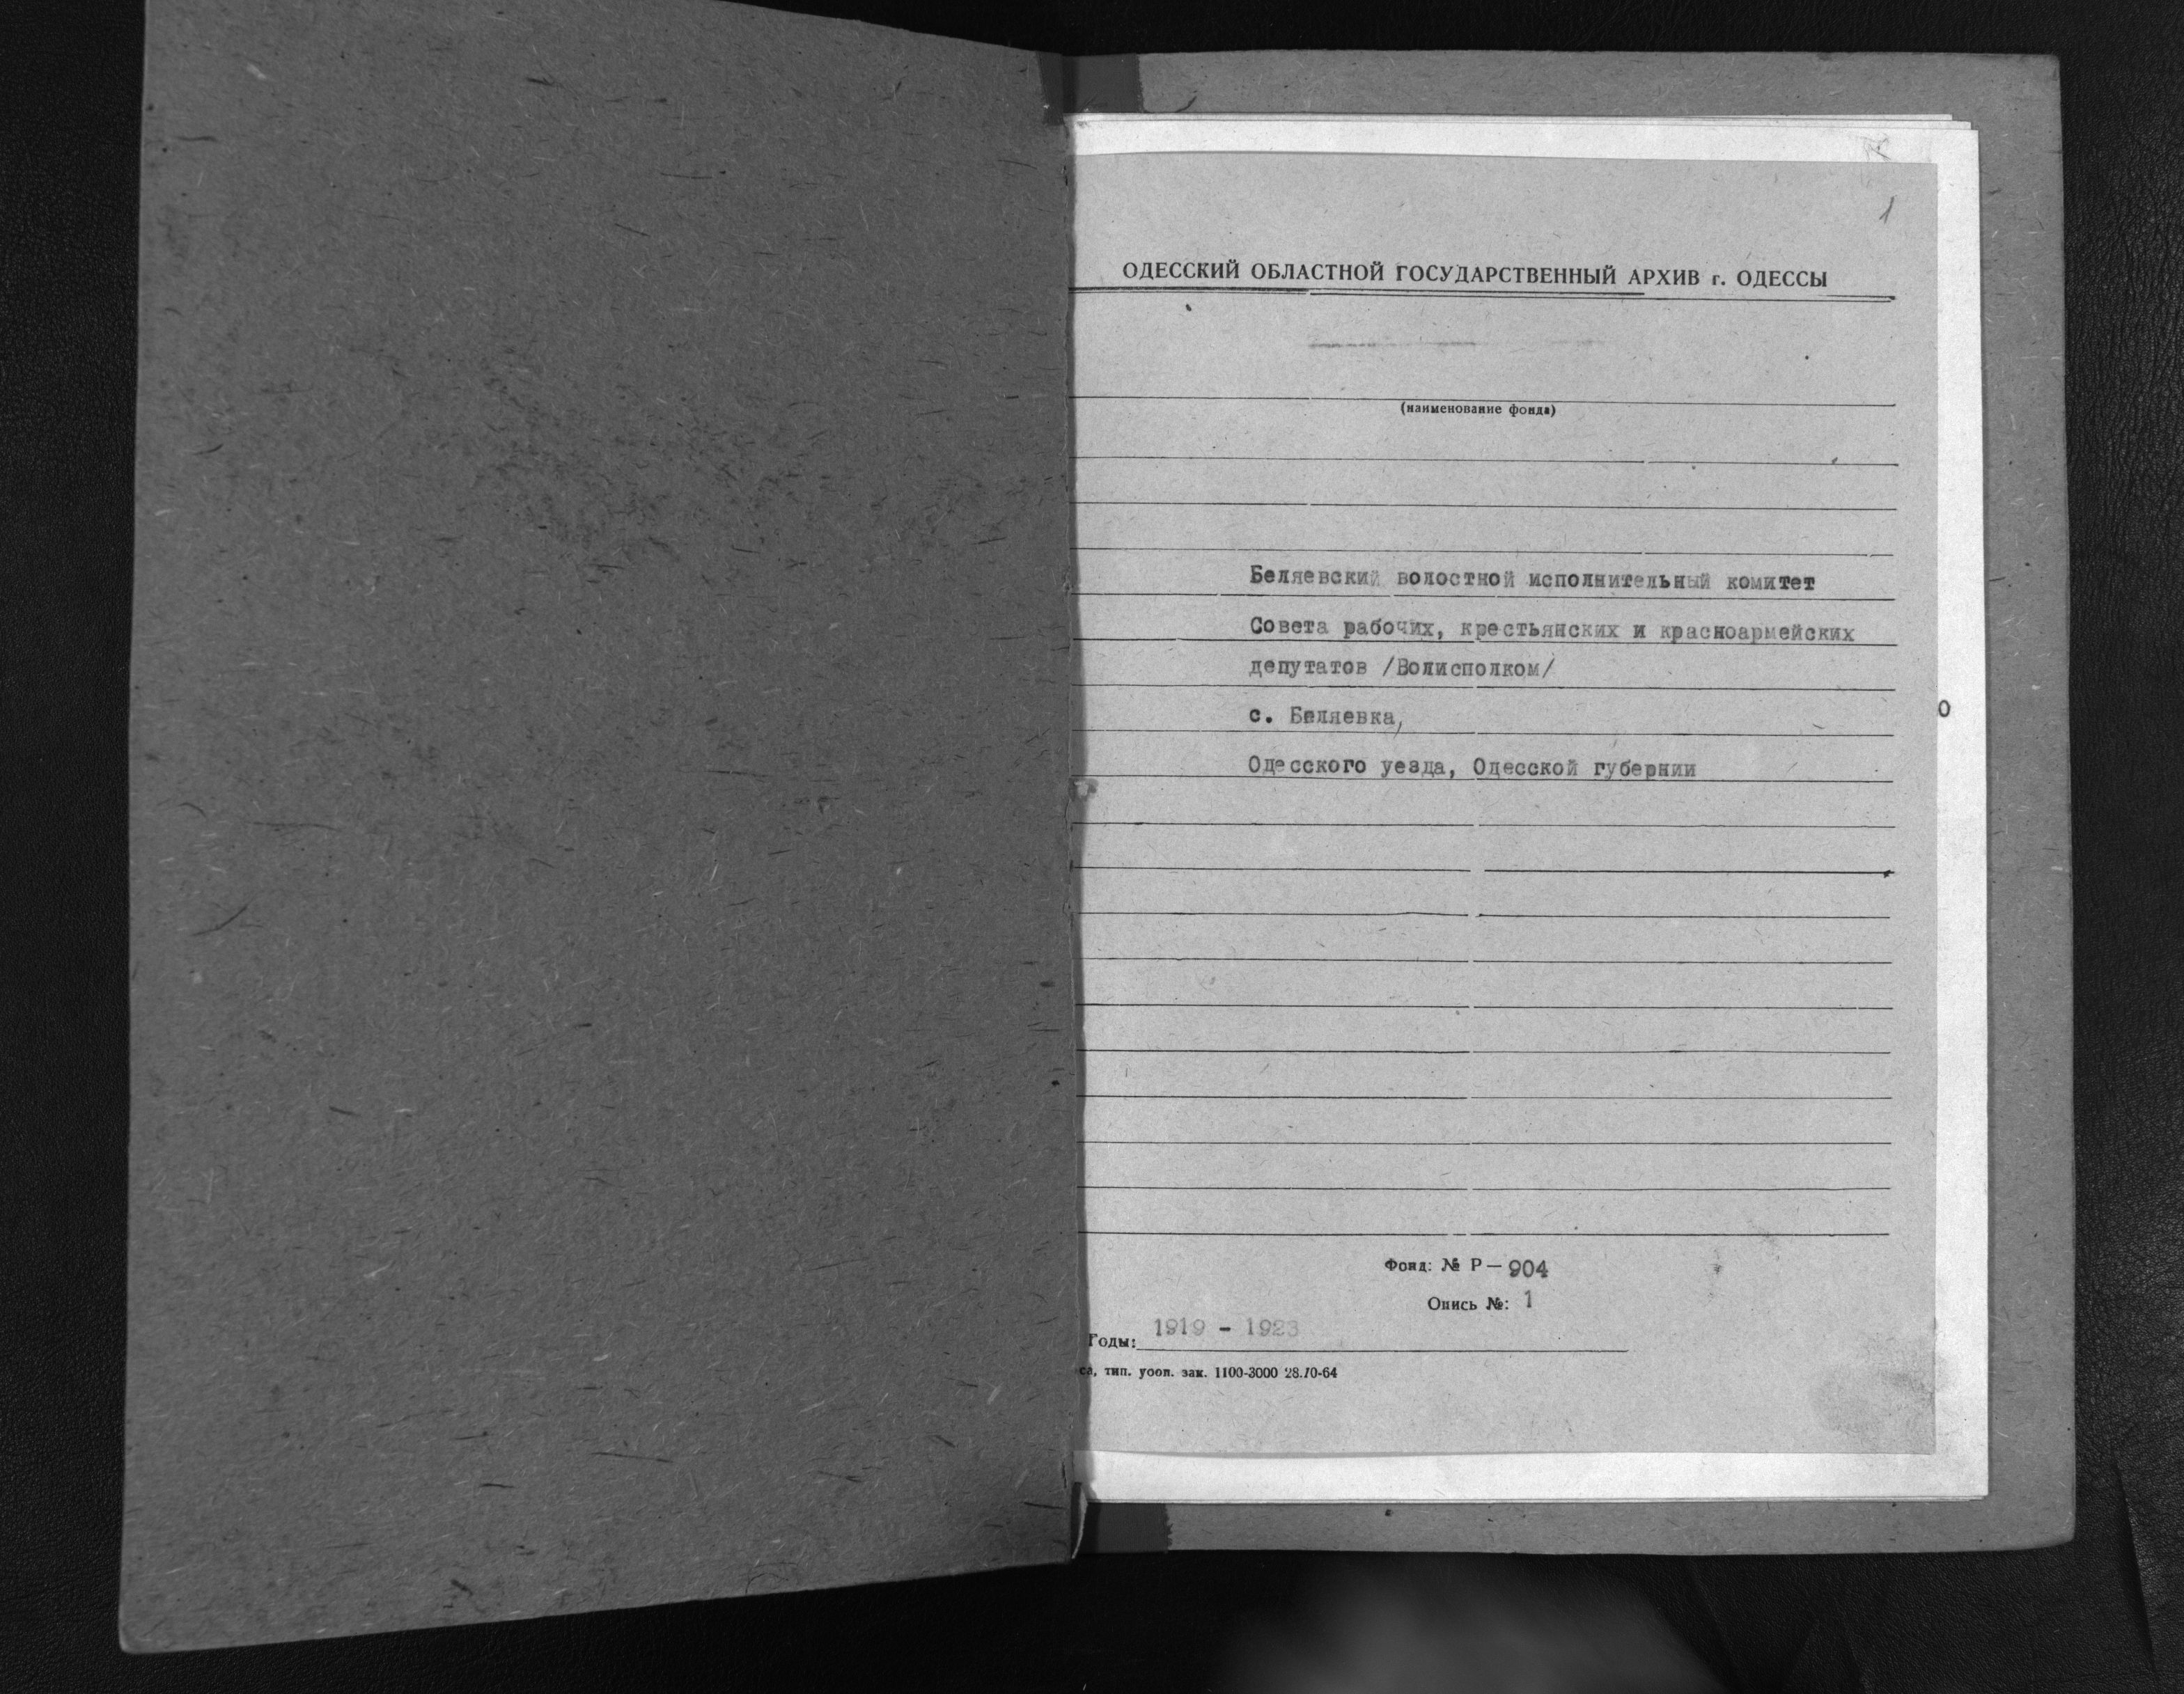 1
ОДЕССКИЙ ОБЛАСТНОЙ ГОСУДАРСТВЕННЫЙ АРХИВ г. ОДЕССЫ
(наименование фонда)
Беляевский волостной исполнительный комитет
Совета рабочих, крестьянских и красноармейских
депутатов /Волисполком/
с. Беляевка,
Одесского уезда, Одесской губернии
Фонд: № Р — 904
Опись №: 1
Годы: 1919 - 1923
са, тип. уооп. зак. 1100-3000 28.10-64